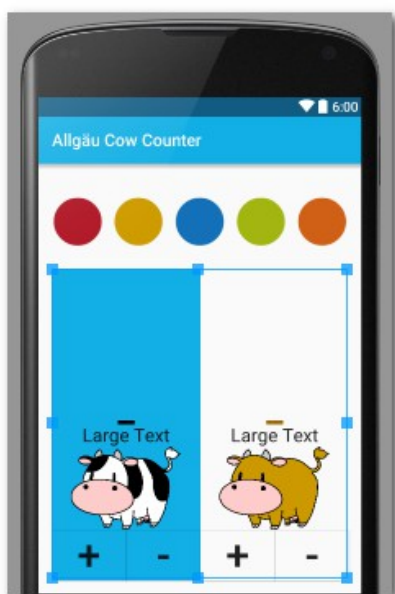 6:00
Allgäu Cow Counter
- -
Large Text Large Text
+ - + -